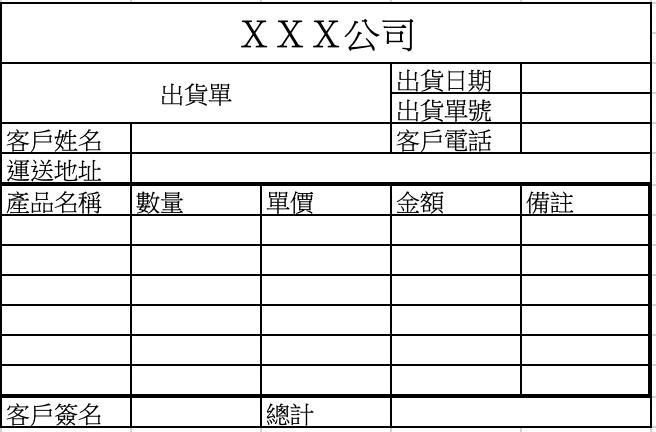 ＸＸＸ公司
出貨單
出貨日期
出貨單號
客戶姓名
客戶電話
運送地址
產品名稱 數量 單價 金額 備註
客戶簽名 總計